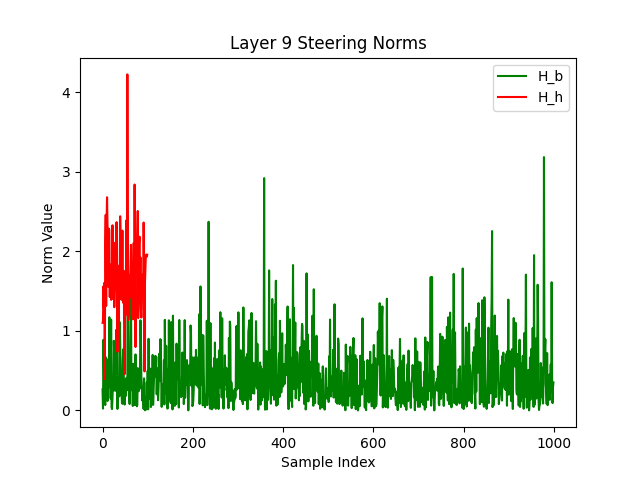 Layer 9 Steering Norms
H_b
H_h
Norm Value
4
3
2
1
0
0 200 400 600 800 1000
Sample Index